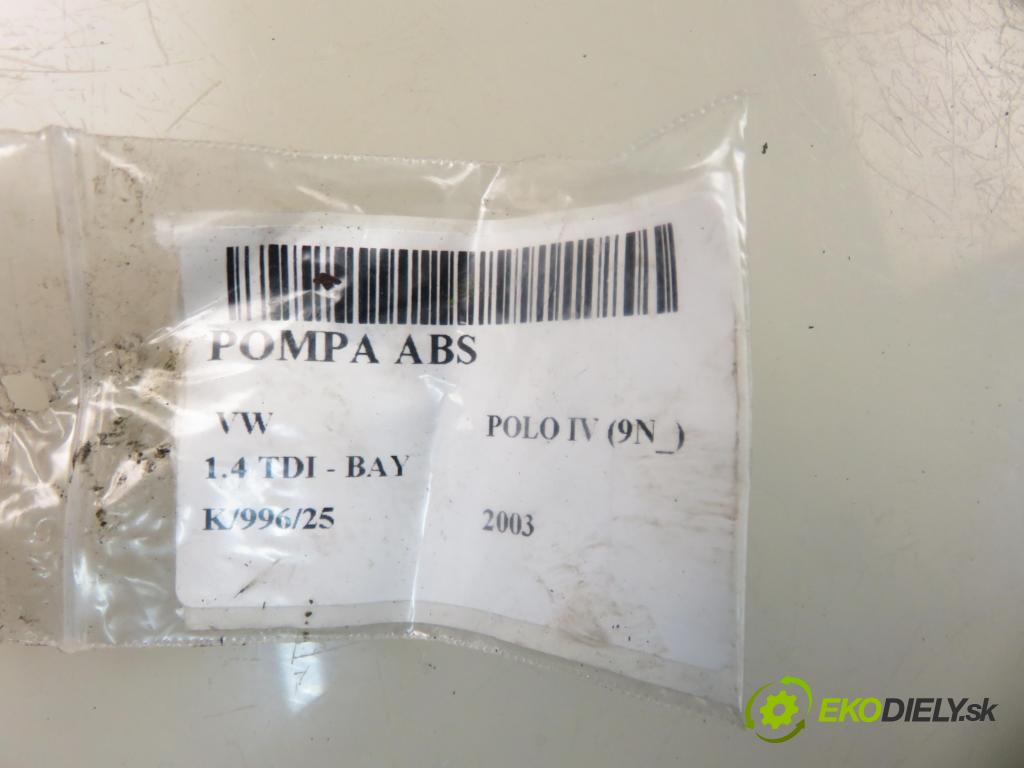 POMPA ABS
VW POLO IV (9N_)
1.4 TDI - BAY
K/996/25 2003
EKODIELY.sk